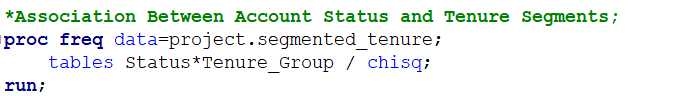 *Association Between Account Status and Tenure Segments;
proc freq data=project.segmented_tenure;
    tables Status*Tenure_Group / chisq;
run;